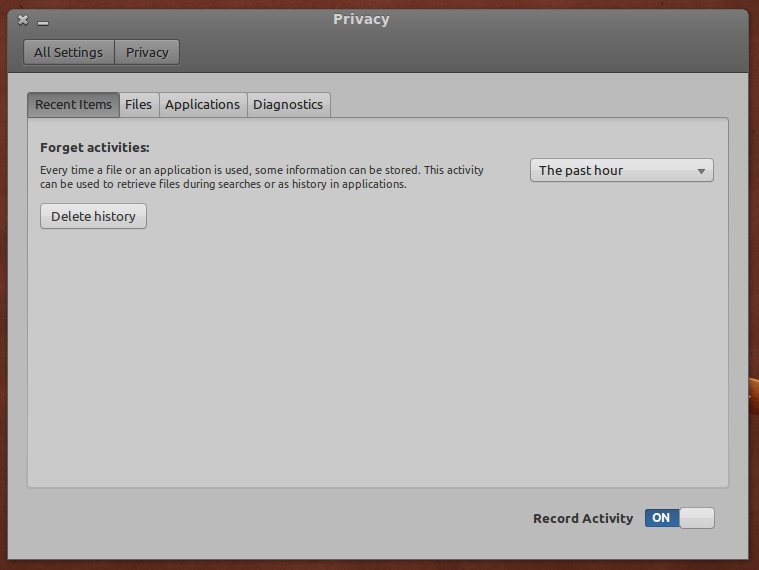 Privacy
All Settings Privacy
Recent Items Files Applications Diagnostics
Forget activities:
Every time a file or an application is used, some information can be stored. This activity
can be used to retrieve files during searches or as history in applications.
The past hour
Delete history
Record Activity ON